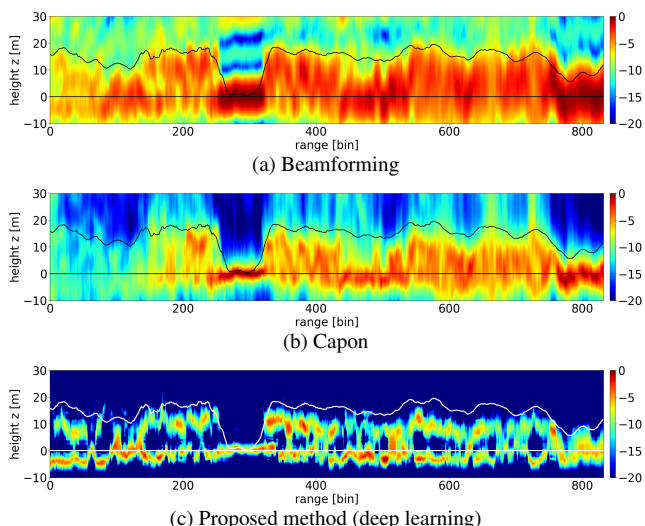 30
20
10
0
−10
height z [m]
0 200 400 600 800
range [bin]
0
−5
−10
−15
−20
(a) Beamforming
30
20
10
0
−10
height z [m]
0 200 400 600 800
range [bin]
0
−5
−10
−15
−20
(b) Capon
30
20
10
0
−10
height z [m]
0 200 400 600 800
range [bin]
0
−5
−10
−15
−20
(c) Proposed method (deep learning)